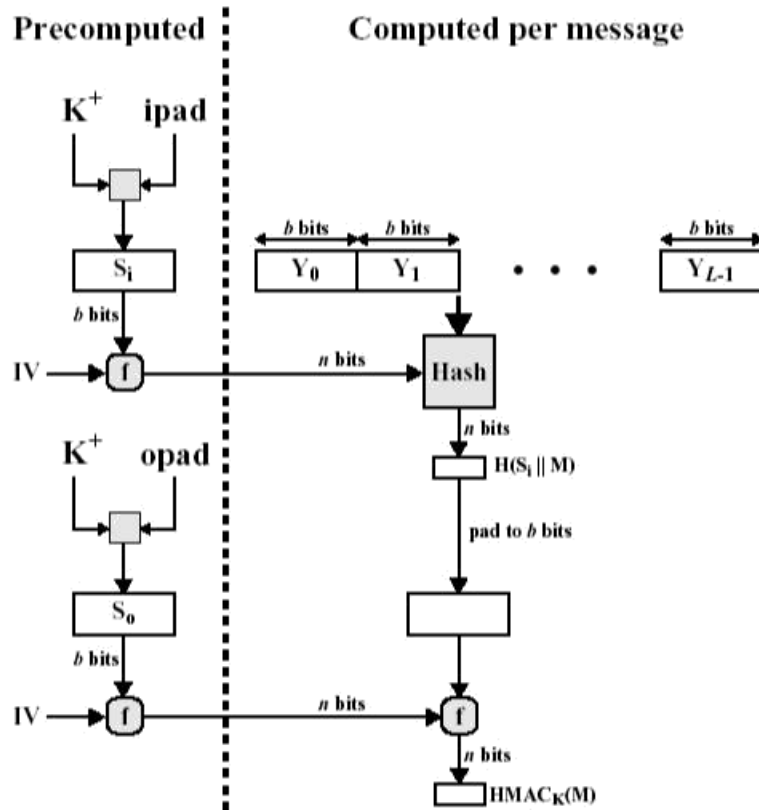 Precomputed
Computed per message
K+ ipad
b bits
b bits
b bits
Si
Y0
Y1
• • •
YL-1
b bits
IV
f
n bits
Hash
n bits
K+ opad
H(Si || M)
pad to b bits
So
b bits
IV
f
n bits
f
n bits
HMACK(M)